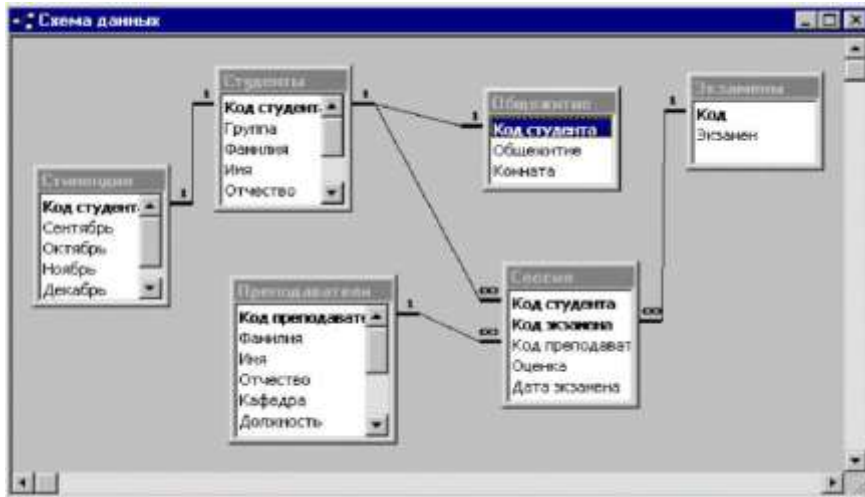 Схема данных
Студенты
Код студент
Группа
Фамилия
Имя
Отчество
Общежитие
Код студента
Общежитие
Комната
Экзамены
Код
Экзамен
Стипендия
Код студент
Сентябрь
Октябрь
Ноябрь
Декабрь
Преподаватели
Код преподавате
Фамилия
Имя
Отчество
Кафедра
Должность
Сессия
Код студента
Код экзамена
Код преподават
Оценка
Дата экзамена
1
1
1
1
1
1
∞
∞
∞